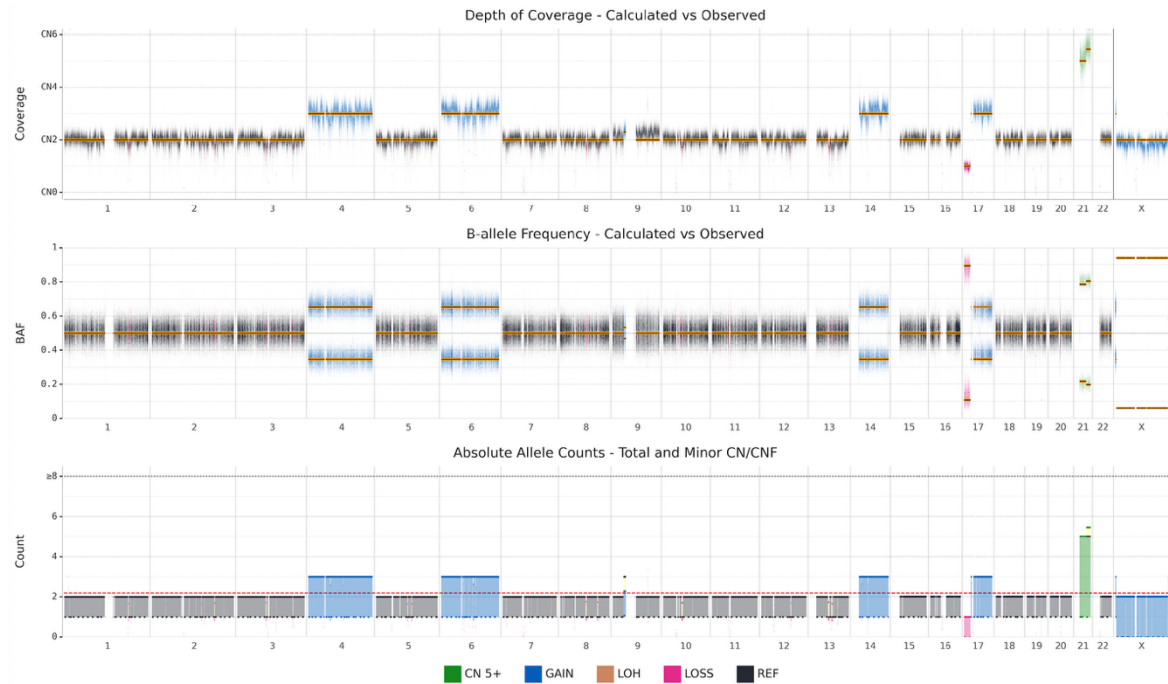 Depth of Coverage - Calculated vs Observed
CN6
CN4
CN2
CN0
Coverage
1 2 3 4 5 6 7 8 9 10 11 12 13 14 15 16 17 18 19 20 21 22 X
B-allele Frequency - Calculated vs Observed
1
0.8
0.6
0.4
0.2
0
BAF
1 2 3 4 5 6 7 8 9 10 11 12 13 14 15 16 17 18 19 20 21 22 X
Absolute Allele Counts - Total and Minor CN/CNF
≥8
6
4
2
0
Count
1 2 3 4 5 6 7 8 9 10 11 12 13 14 15 16 17 18 19 20 21 22 X
CN 5+ GAIN LOH LOSS REF